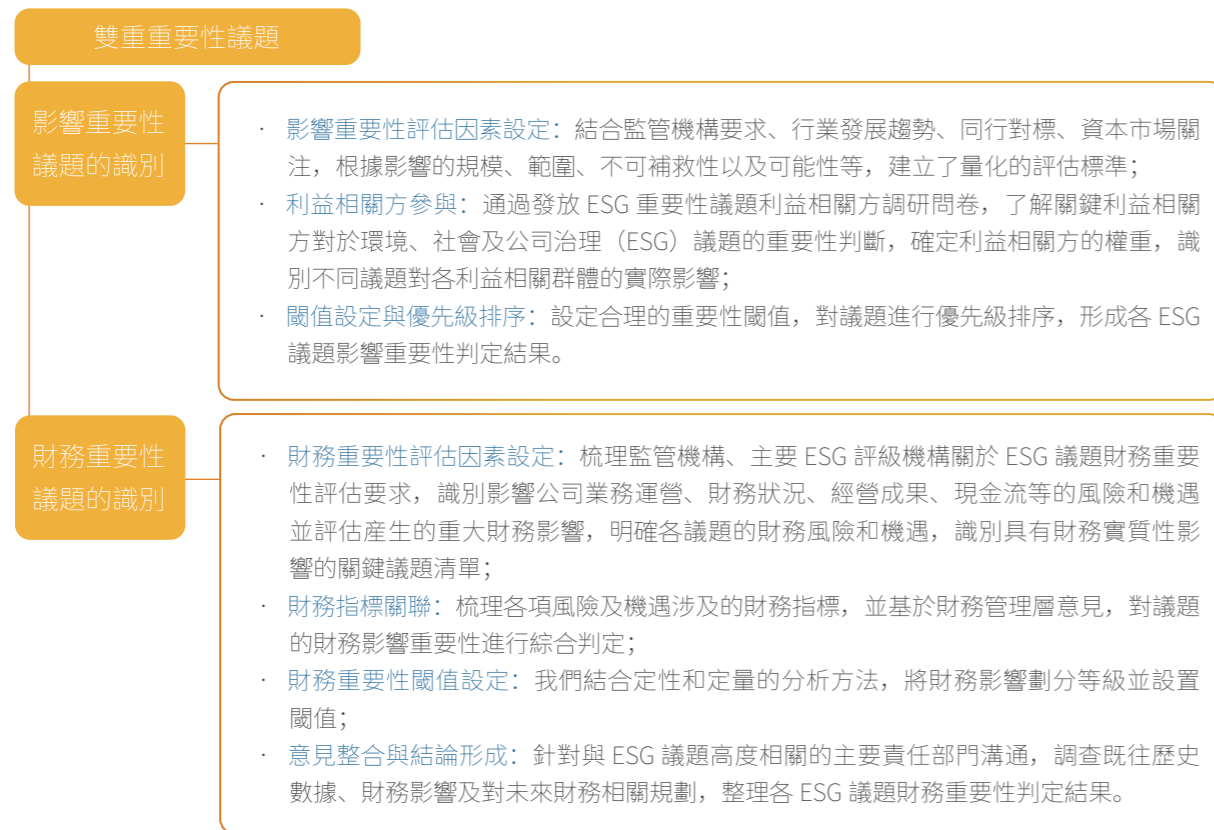 雙重重要性議題
影響重要性
議題的識別
· 影響重要性評估因素設定：結合監管機構要求、行業發展趨勢、同行對標、資本市場關
注，根據影響的規模、範圍、不可補救性以及可能性等，建立了量化的評估標準；
· 利益相關方參與：通過發放 ESG 重要性議題利益相關方調研問卷，了解關鍵利益相關
方對於環境、社會及公司治理（ESG）議題的重要性判斷，確定利益相關方的權重，識
別不同議題對各利益相關群體的實際影響；
· 閾值設定與優先級排序：設定合理的重要性閾值，對議題進行優先級排序，形成各 ESG
議題影響重要性判定結果。
財務重要性
議題的識別
· 財務重要性評估因素設定：梳理監管機構、主要 ESG 評級機構關於 ESG 議題財務重要
性評估要求，識別影響公司業務運營、財務狀況、經營成果、現金流等的風險和機遇
並評估産生的重大財務影響，明確各議題的財務風險和機遇，識別具有財務實質性影
響的關鍵議題清單；
· 財務指標關聯：梳理各項風險及機遇涉及的財務指標，並基於財務管理層意見，對議題
的財務影響重要性進行綜合判定；
· 財務重要性閾值設定：我們結合定性和定量的分析方法，將財務影響劃分等級並設置
閾值；
· 意見整合與結論形成：針對與 ESG 議題高度相關的主要責任部門溝通，調查既往歷史
數據、財務影響及對未來財務相關規劃，整理各 ESG 議題財務重要性判定結果。